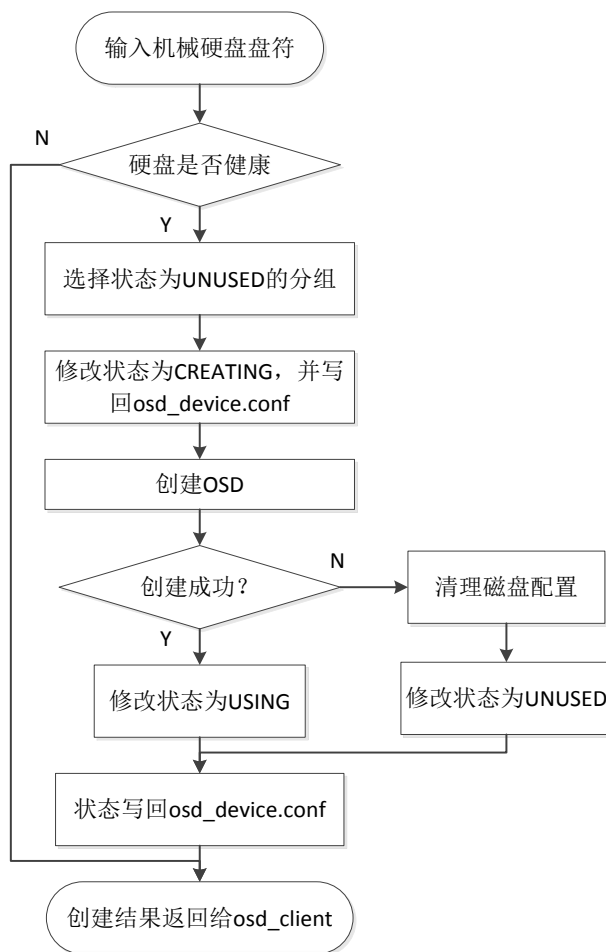 输入机械硬盘盘符
N
硬盘是否健康
Y
选择状态为UNUSED的分组
修改状态为CREATING，并写
回osd_device.conf
创建OSD
N
创建成功？
清理磁盘配置
Y
修改状态为USING
修改状态为UNUSED
状态写回osd_device.conf
创建结果返回给osd_client